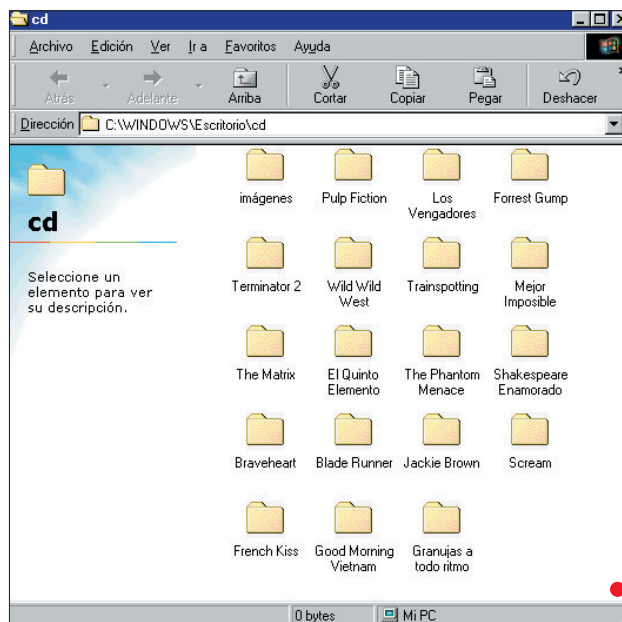 cd
Archivo Edición Ver Ir a Favoritos Ayuda
Atrás Adelante Arriba Cortar Copiar Pegar Deshacer
Dirección C:\WINDOWS\Escritorio\cd
cd
Seleccione un
elemento para ver
su descripción.
imágenes Pulp Fiction Los Forrest Gump
Vengadores
Terminator 2 Wild Wild Trainspotting Mejor
West Imposible
The Matrix El Quinto The Phantom Shakespeare
Elemento Menace Enamorado
Braveheart Blade Runner Jackie Brown Scream
French Kiss Good Morning Granujas a
Vietnam todo ritmo
0 bytes Mi PC